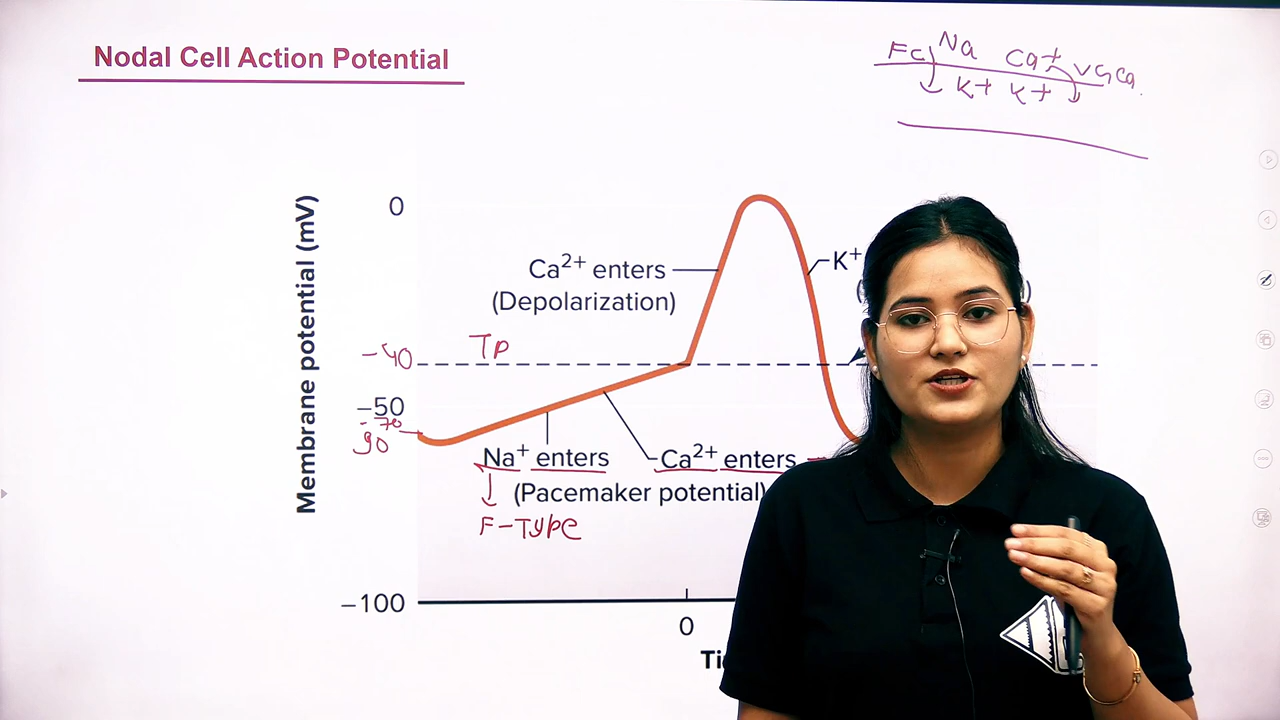 Nodal Cell Action Potential
Fc Na Ca+ VGCa.
K+ K+
Membrane potential (mV)
0
Ca2+ enters
(Depolarization)
K+
-40
TP
−50
-70
90
Na+ enters
Ca2+ enters
(Pacemaker potential)
F-Type
−100
0
Ti